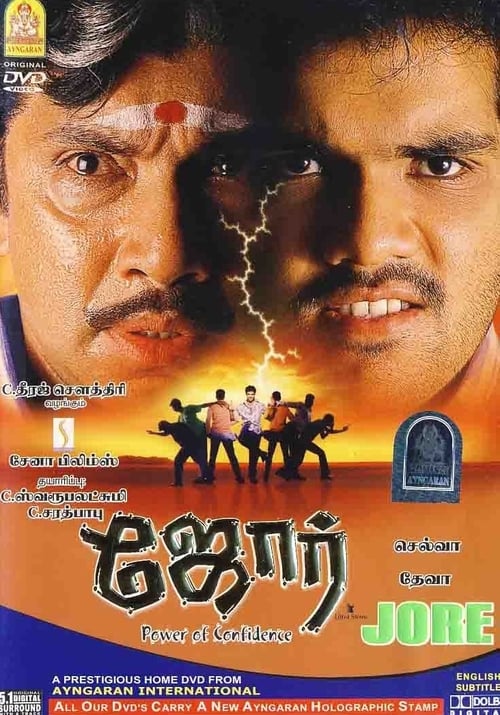 AYNGARAN
ORIGINAL
DVD
VIDEO
C.தீரஜ் சௌத்திரி
வழங்கும்
S
சேனா பிலிம்ஸ்
தயாரிப்பு:
C.ஸ்வரூபலட்சுமி
C.சரத்பாபு
AYNGARAN
ஜோர்
Power of Confidence
செல்வா
தேவா
JORE
A PRESTIGIOUS HOME DVD FROM
AYNGARAN INTERNATIONAL
ENGLISH
SUBTITLE
5.1 DIGITAL
SURROUND
ALL OUR DVD'S CARRY A NEW AYNGARAN HOLOGRAPHIC STAMP
DOLBY
DIGITAL